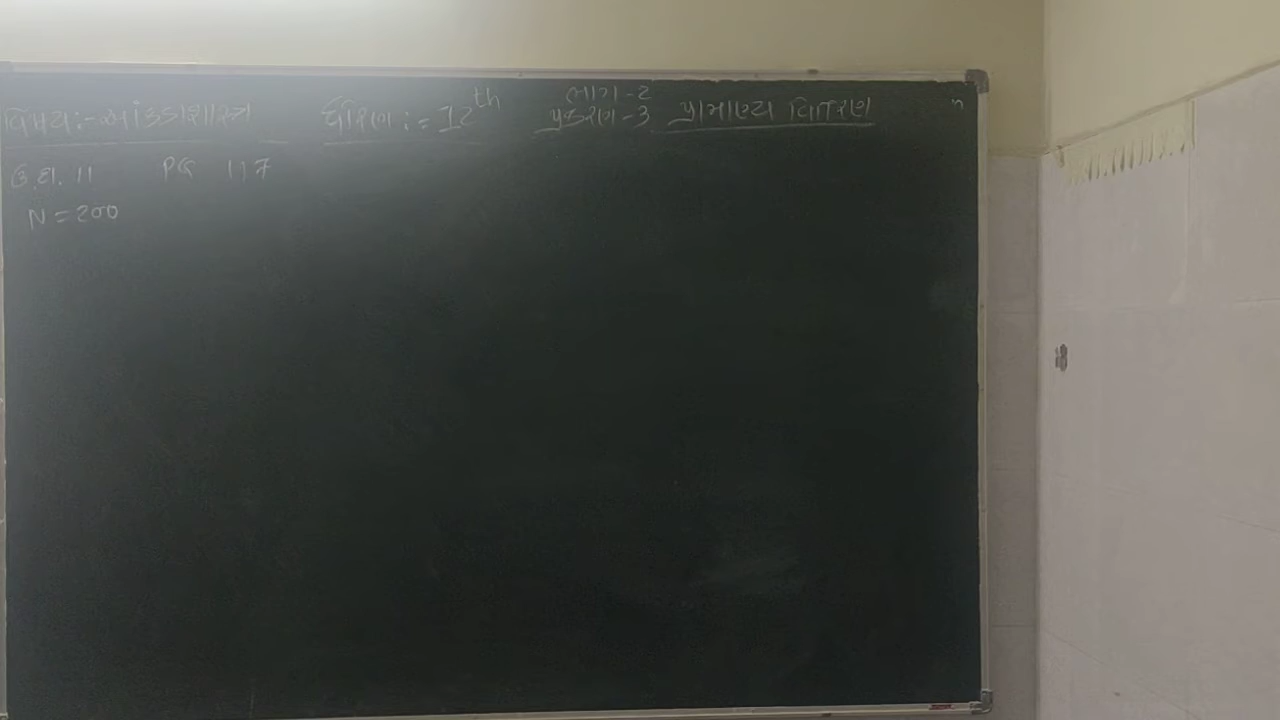 વિષય:-આંકડાશાસ્ત્ર ધોરણ :- 12th ભાગ-2 પ્રકરણ-3 પ્રામાણ્ય વિતરણ
ઉ.દા. 11 PG 117
N = 200